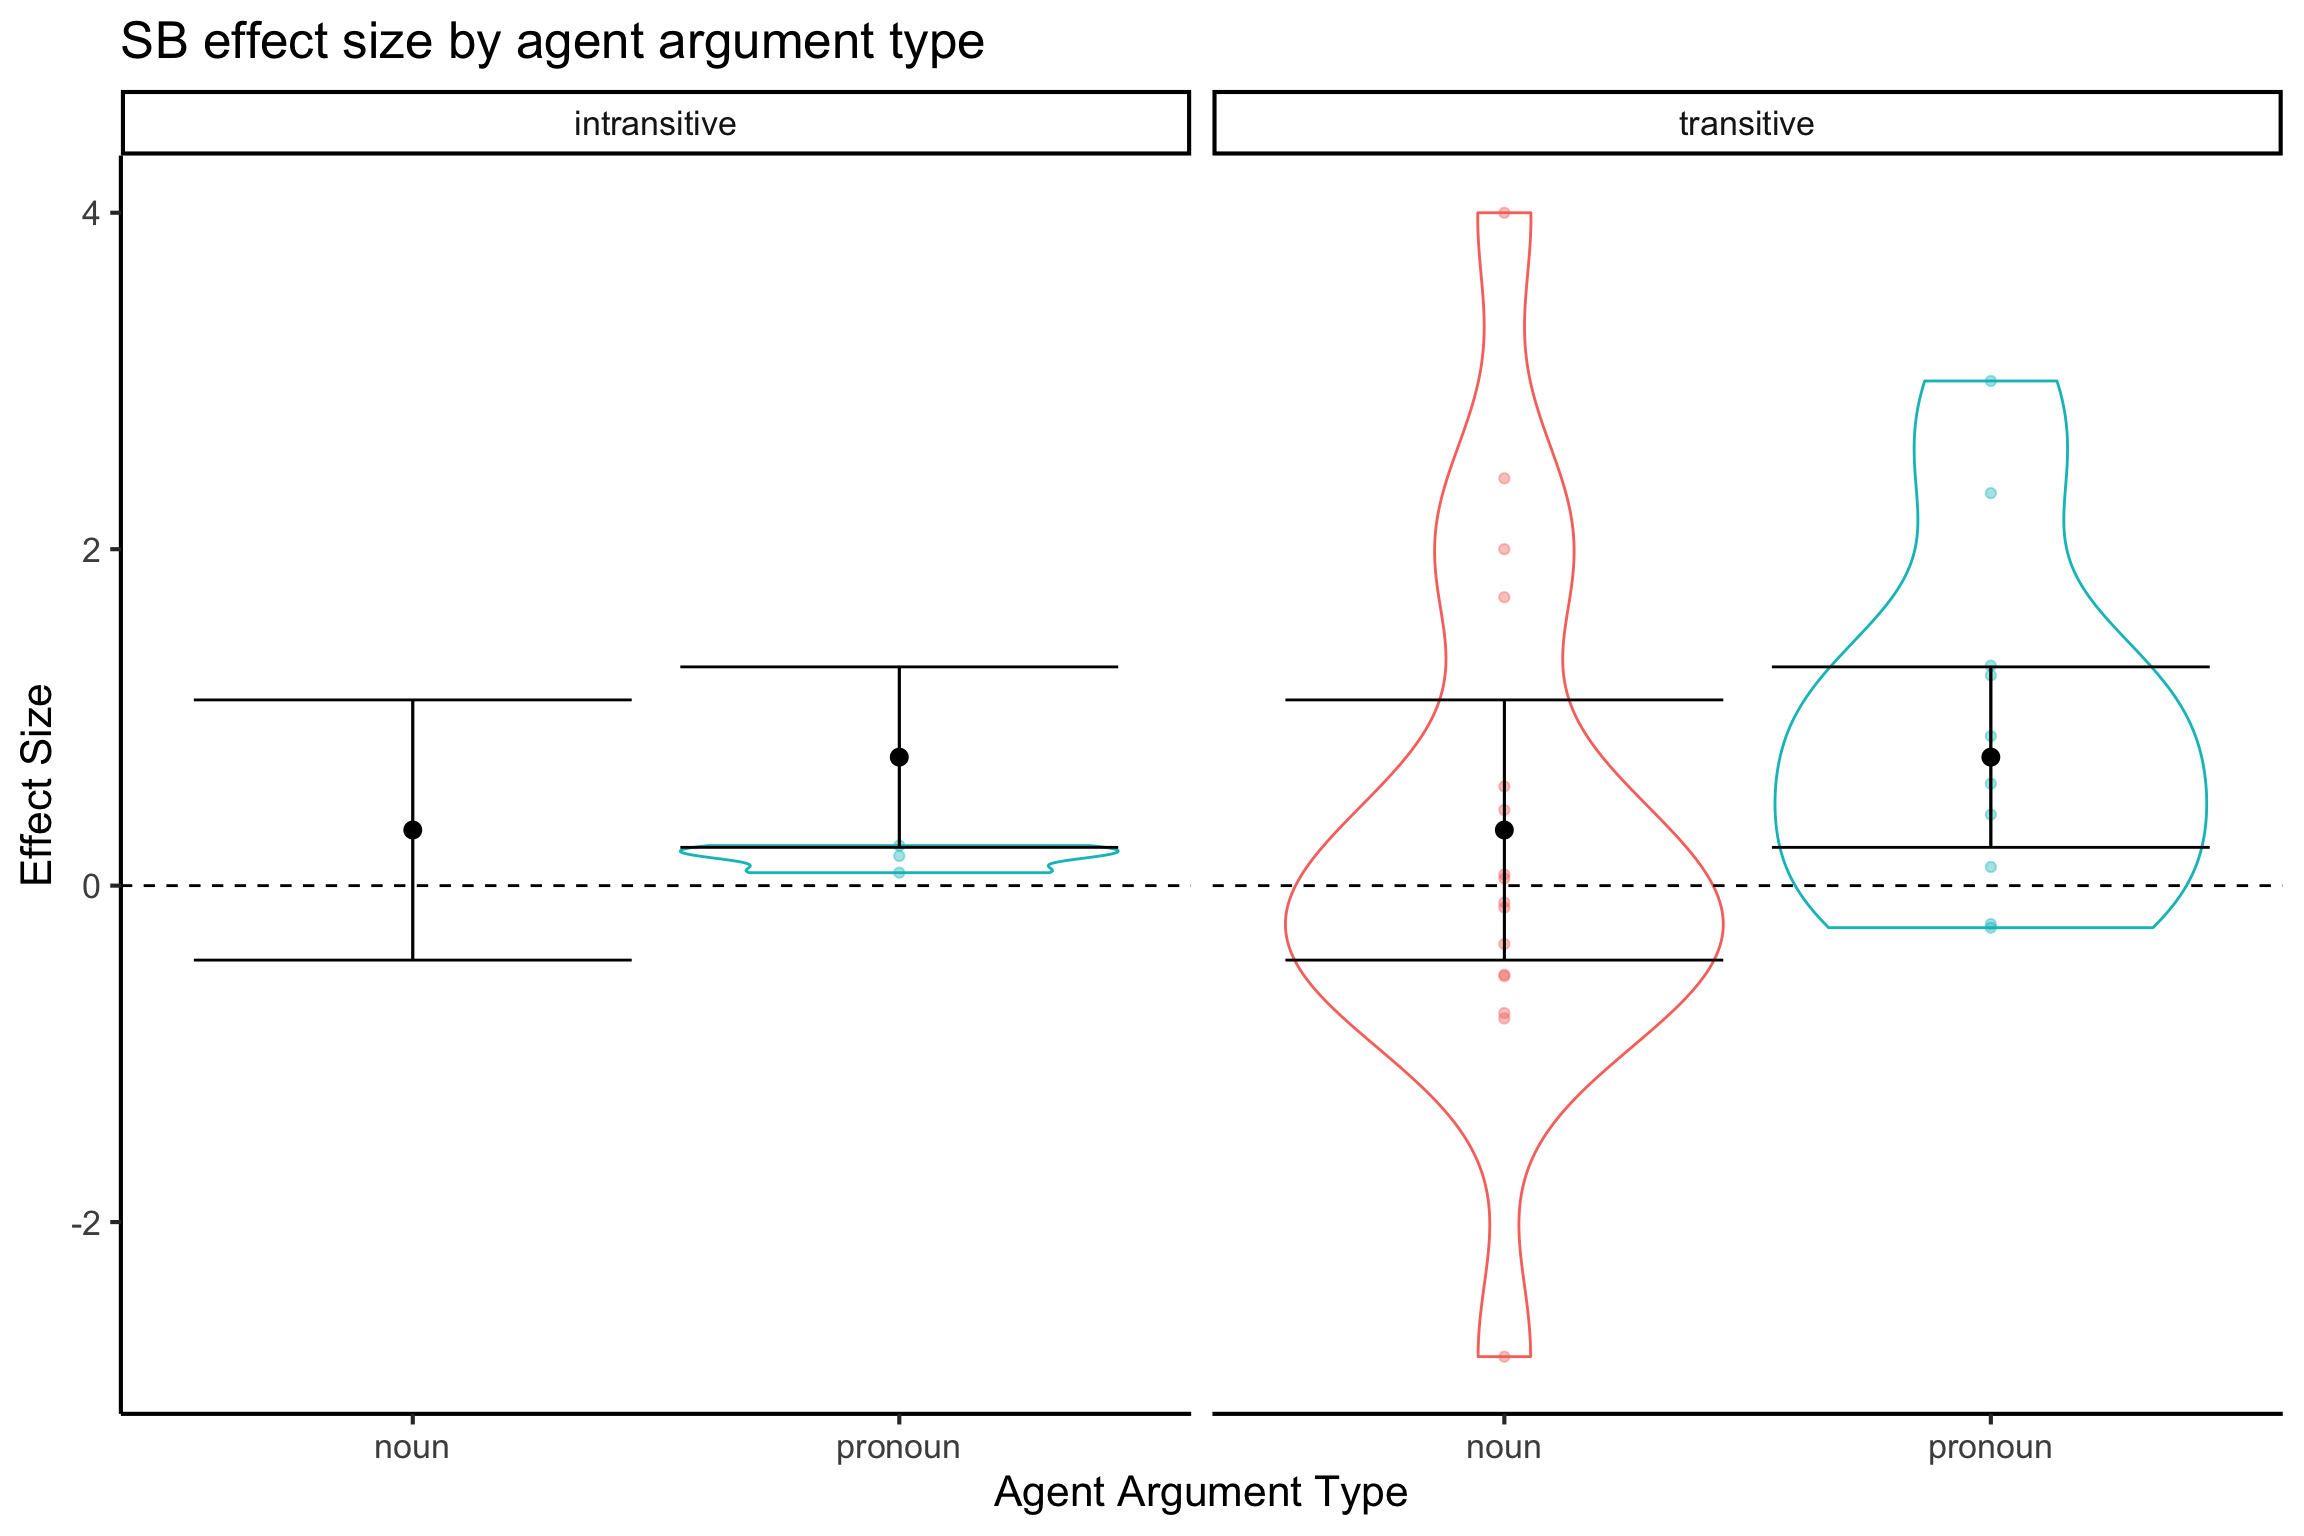 SB effect size by agent argument type
intransitive
transitive
4
2
0
-2
Effect Size
noun
pronoun
noun
pronoun
Agent Argument Type